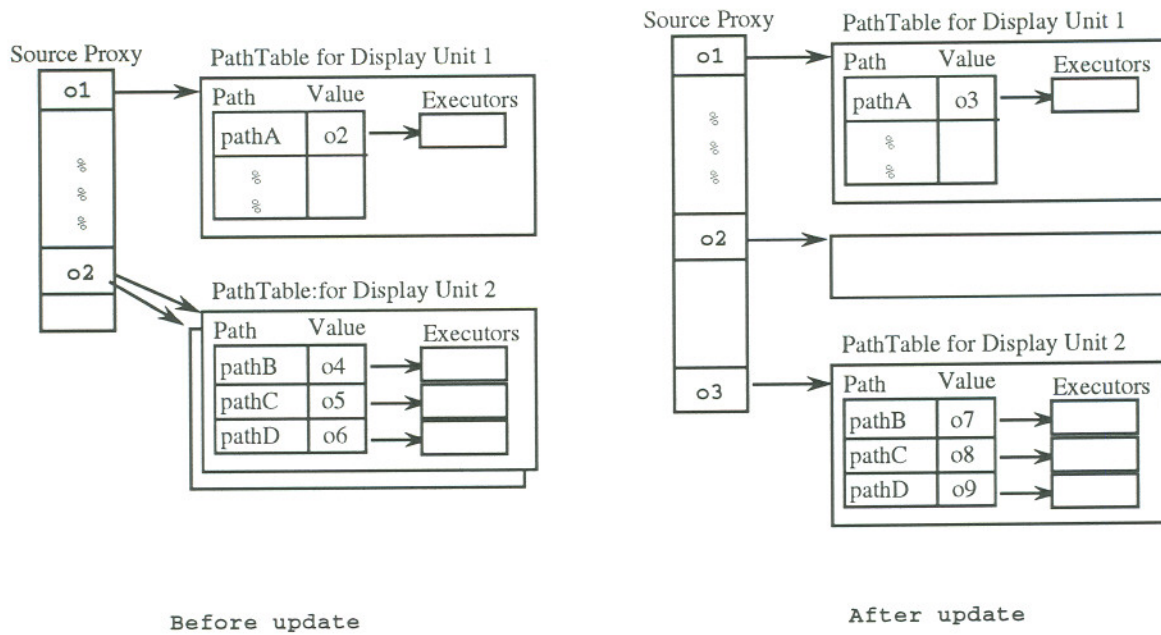 Source Proxy
o1
%
%
%
o2
PathTable for Display Unit 1
Path Value Executors
pathA o2
%
%
PathTable:for Display Unit 2
Path Value Executors
pathB o4
pathC o5
pathD o6
Before update
Source Proxy
o1
%
%
%
o2
o3
PathTable for Display Unit 1
Path Value Executors
pathA o3
%
%
PathTable for Display Unit 2
Path Value Executors
pathB o7
pathC o8
pathD o9
After update